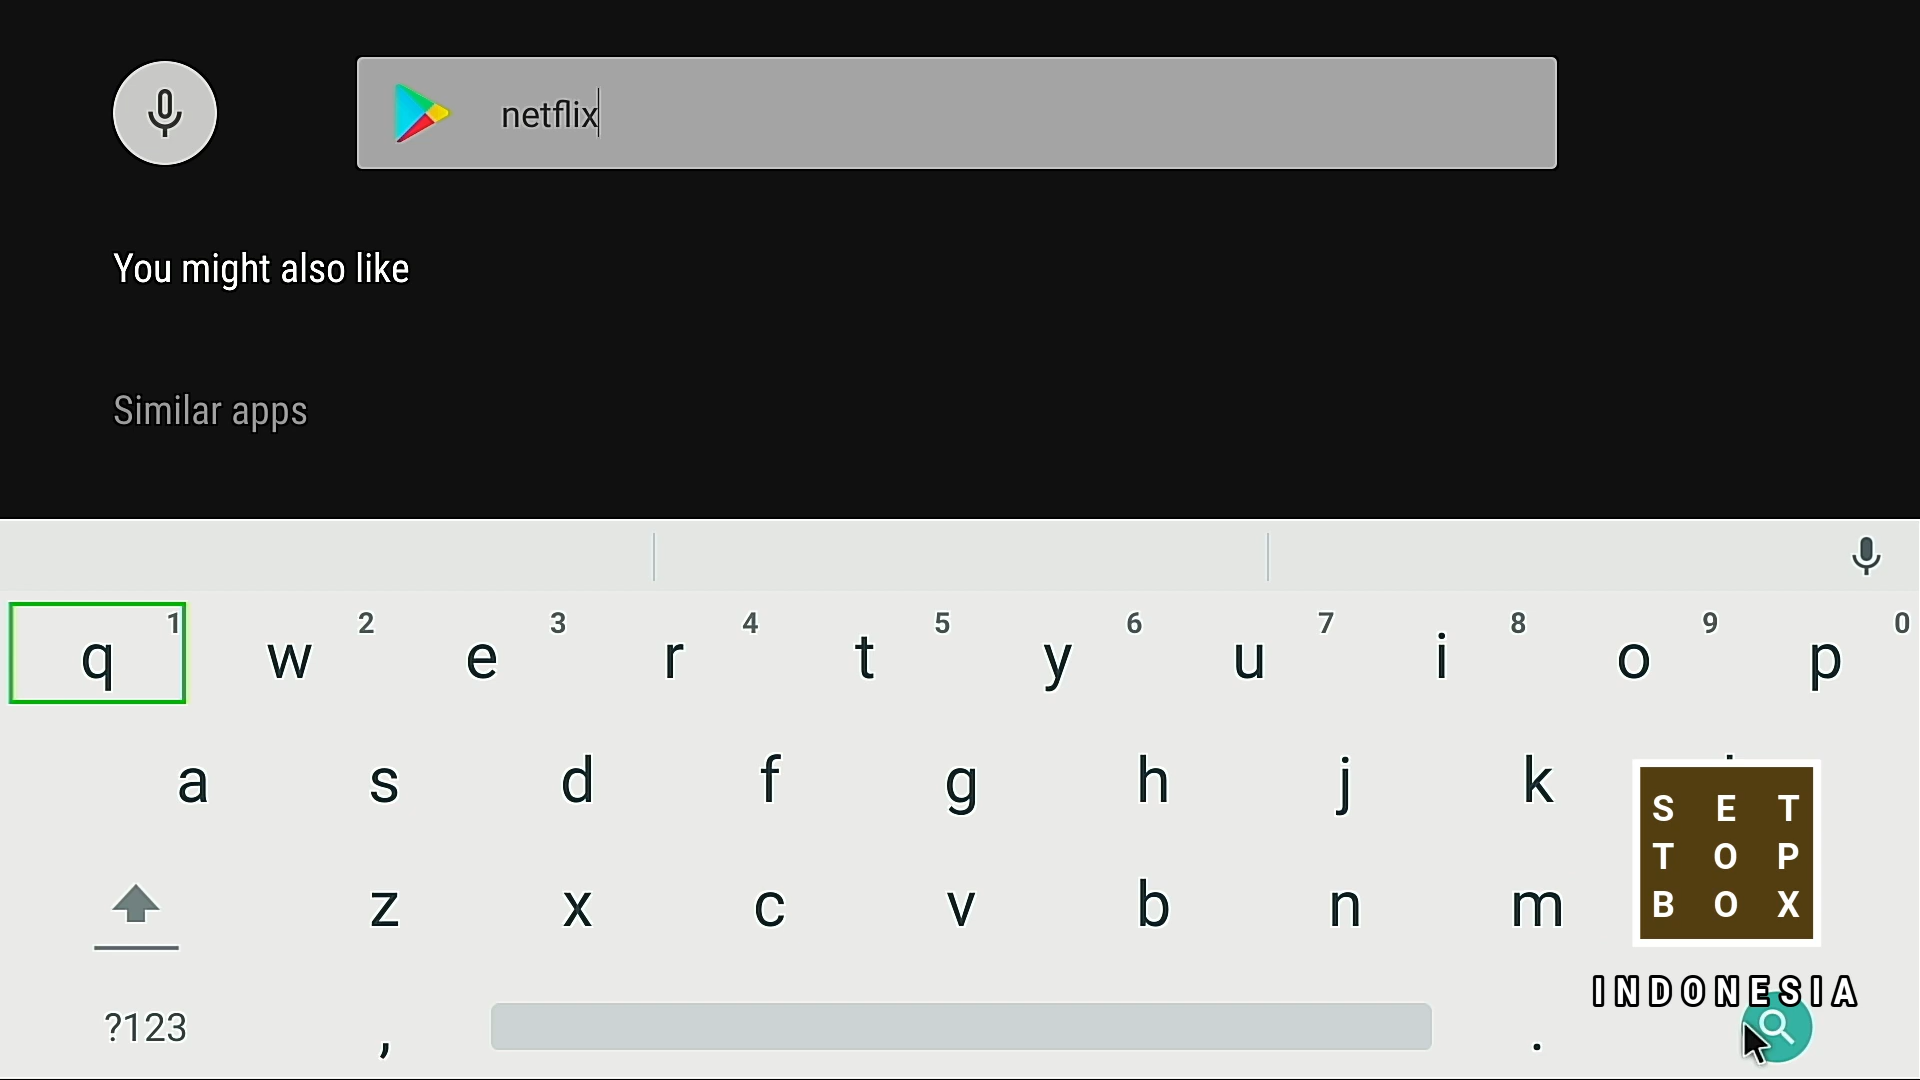 netflix
You might also like
Similar apps
1 2 3 4 5 6 7 8 9 0
q w e r t y u i o p
a s d f g h j k
z x c v b n m
?123 , .
S E T
T O P
B O X
INDONESIA